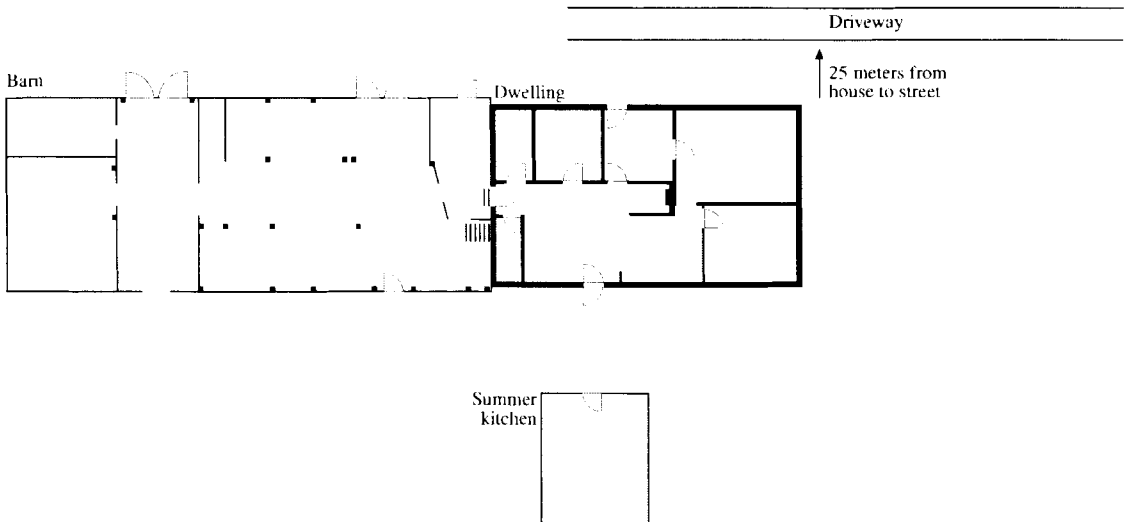 Driveway
Barn
25 meters from
house to street
Dwelling
Summer
kitchen